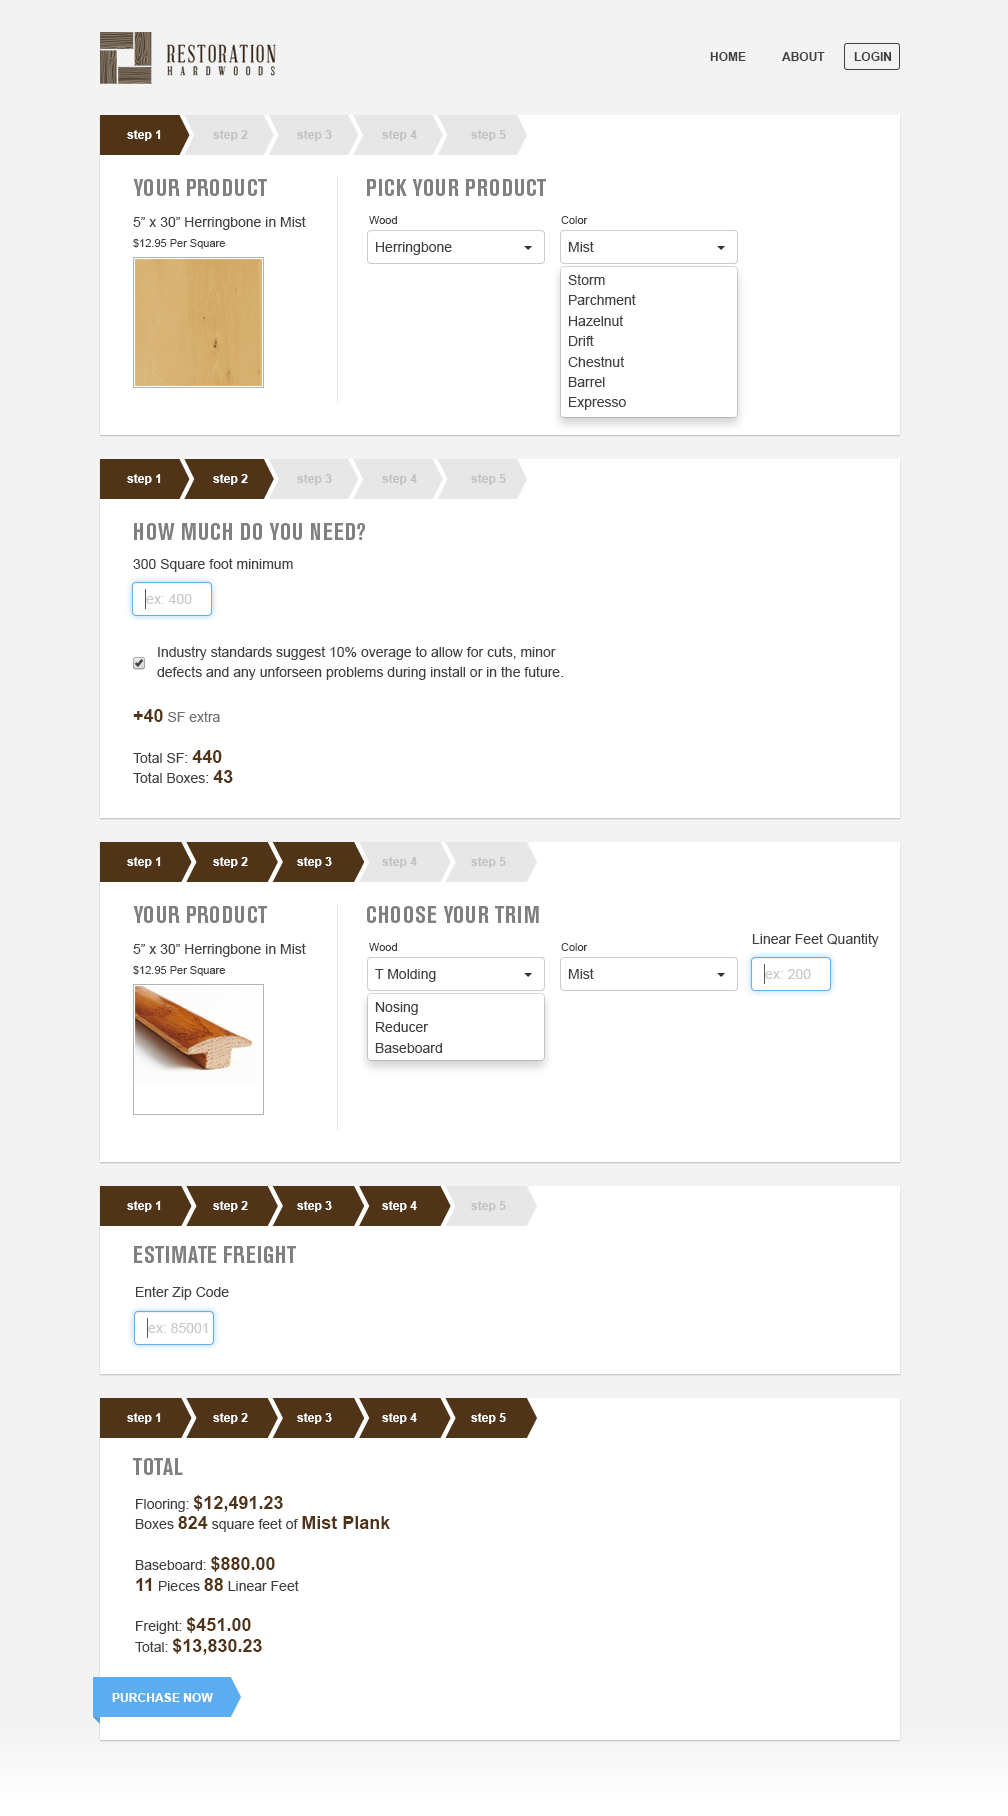 RESTORATION
HARDWOODS
HOME ABOUT LOGIN
step 1 step 2 step 3 step 4 step 5
YOUR PRODUCT
5” x 30” Herringbone in Mist
$12.95 Per Square
PICK YOUR PRODUCT
Wood Color
Herringbone Mist
Storm
Parchment
Hazelnut
Drift
Chestnut
Barrel
Expresso
step 1 step 2 step 3 step 4 step 5
HOW MUCH DO YOU NEED?
300 Square foot minimum
ex: 400
Industry standards suggest 10% overage to allow for cuts, minor
defects and any unforseen problems during install or in the future.
+40 SF extra
Total SF: 440
Total Boxes: 43
step 1 step 2 step 3 step 4 step 5
YOUR PRODUCT
5” x 30” Herringbone in Mist
$12.95 Per Square
CHOOSE YOUR TRIM
Wood Color Linear Feet Quantity
T Molding Mist ex: 200
Nosing
Reducer
Baseboard
step 1 step 2 step 3 step 4 step 5
ESTIMATE FREIGHT
Enter Zip Code
ex: 85001
step 1 step 2 step 3 step 4 step 5
TOTAL
Flooring: $12,491.23
Boxes 824 square feet of Mist Plank
Baseboard: $880.00
11 Pieces 88 Linear Feet
Freight: $451.00
Total: $13,830.23
PURCHASE NOW